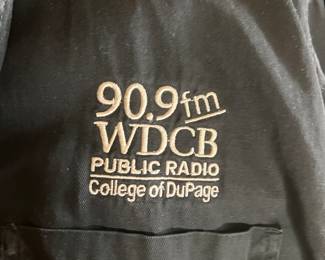 90.9fm
WDCB
PUBLIC RADIO
College of DuPage